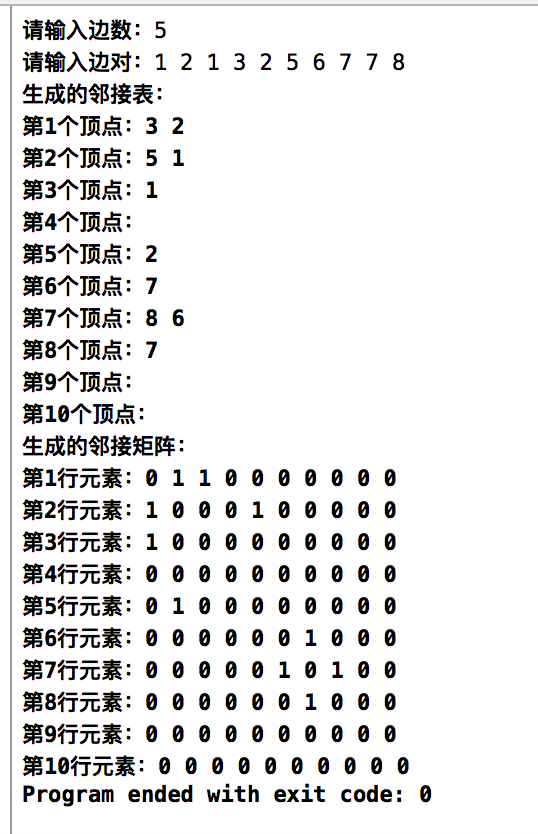 请输入边数：5
请输入边对：1 2 1 3 2 5 6 7 7 8
生成的邻接表：
第1个顶点：3 2
第2个顶点：5 1
第3个顶点：1
第4个顶点：
第5个顶点：2
第6个顶点：7
第7个顶点：8 6
第8个顶点：7
第9个顶点：
第10个顶点：
生成的邻接矩阵：
第1行元素：0 1 1 0 0 0 0 0 0 0
第2行元素：1 0 0 0 1 0 0 0 0 0
第3行元素：1 0 0 0 0 0 0 0 0 0
第4行元素：0 0 0 0 0 0 0 0 0 0
第5行元素：0 1 0 0 0 0 0 0 0 0
第6行元素：0 0 0 0 0 0 1 0 0 0
第7行元素：0 0 0 0 0 1 0 1 0 0
第8行元素：0 0 0 0 0 0 1 0 0 0
第9行元素：0 0 0 0 0 0 0 0 0 0
第10行元素：0 0 0 0 0 0 0 0 0 0
Program ended with exit code: 0